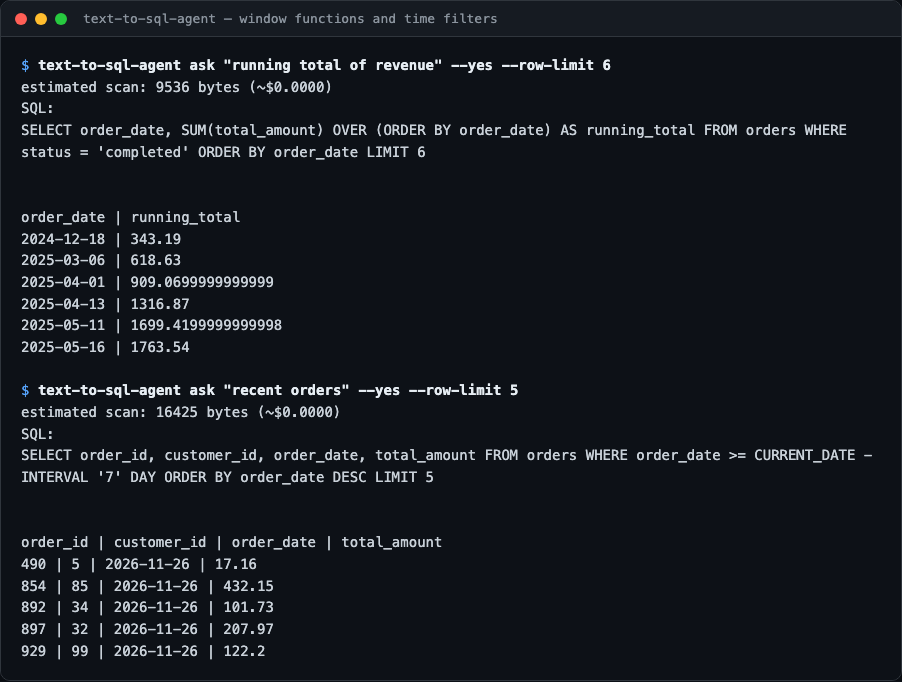 text-to-sql-agent — window functions and time filters
$ text-to-sql-agent ask "running total of revenue" --yes --row-limit 6
estimated scan: 9536 bytes (~$0.0000)
SQL:
SELECT order_date, SUM(total_amount) OVER (ORDER BY order_date) AS running_total FROM orders WHERE
status = 'completed' ORDER BY order_date LIMIT 6
order_date | running_total
2024-12-18 | 343.19
2025-03-06 | 618.63
2025-04-01 | 909.0699999999999
2025-04-13 | 1316.87
2025-05-11 | 1699.4199999999998
2025-05-16 | 1763.54
$ text-to-sql-agent ask "recent orders" --yes --row-limit 5
estimated scan: 16425 bytes (~$0.0000)
SQL:
SELECT order_id, customer_id, order_date, total_amount FROM orders WHERE order_date >= CURRENT_DATE -
INTERVAL '7' DAY ORDER BY order_date DESC LIMIT 5
order_id | customer_id | order_date | total_amount
490 | 5 | 2026-11-26 | 17.16
854 | 85 | 2026-11-26 | 432.15
892 | 34 | 2026-11-26 | 101.73
897 | 32 | 2026-11-26 | 207.97
929 | 99 | 2026-11-26 | 122.2